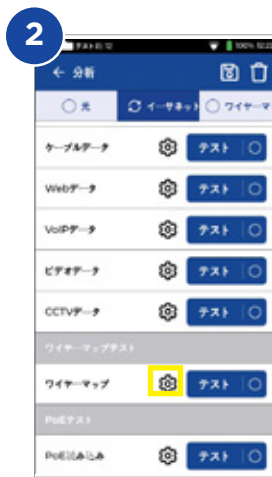 2
100%
← 分析
光
イーサネット
ワイヤーマ
ケーブルデータ
テスト
Webデータ
テスト
VoIPデータ
テスト
ビデオデータ
テスト
CCTVデータ
テスト
ワイヤーマップテスト
ワイヤーマップ
テスト
PoEテスト
テスト